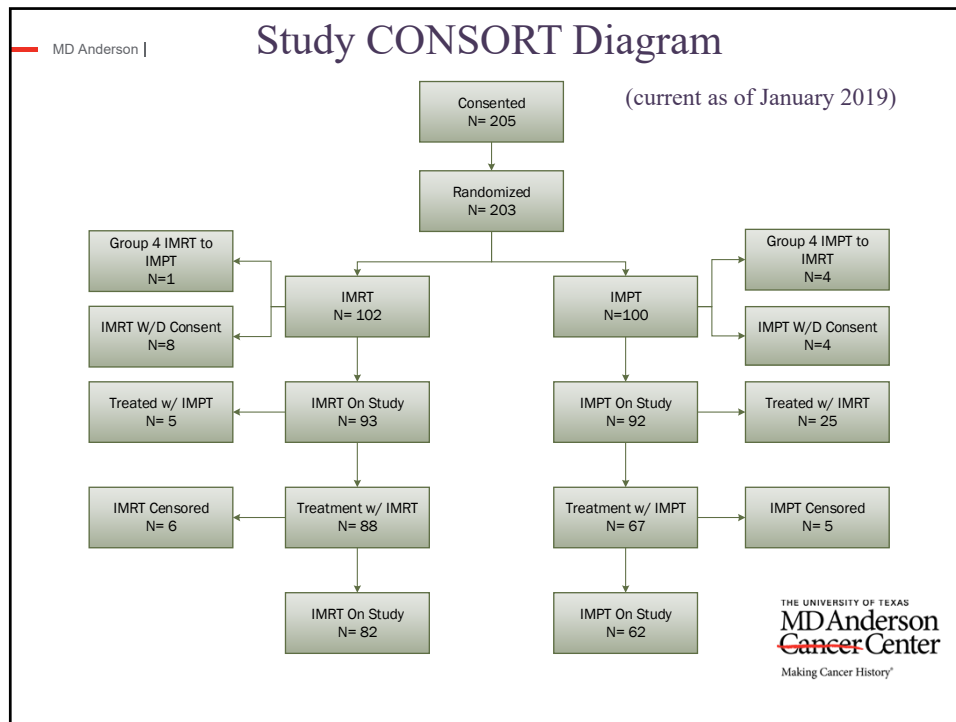 MD Anderson |
Study CONSORT Diagram
(current as of January 2019)
Consented
N= 205
Randomized
N= 203
Group 4 IMRT to
IMPT
N=1
Group 4 IMPT to
IMRT
N=4
IMRT
N= 102
IMPT
N=100
IMRT W/D Consent
N=8
IMPT W/D Consent
N=4
Treated w/ IMPT
N= 5
IMRT On Study
N= 93
IMPT On Study
N= 92
Treated w/ IMRT
N= 25
IMRT Censored
N= 6
Treatment w/ IMRT
N= 88
Treatment w/ IMPT
N= 67
IMPT Censored
N= 5
IMRT On Study
N= 82
IMPT On Study
N= 62
THE UNIVERSITY OF TEXAS
MD Anderson
Cancer Center
Making Cancer History®